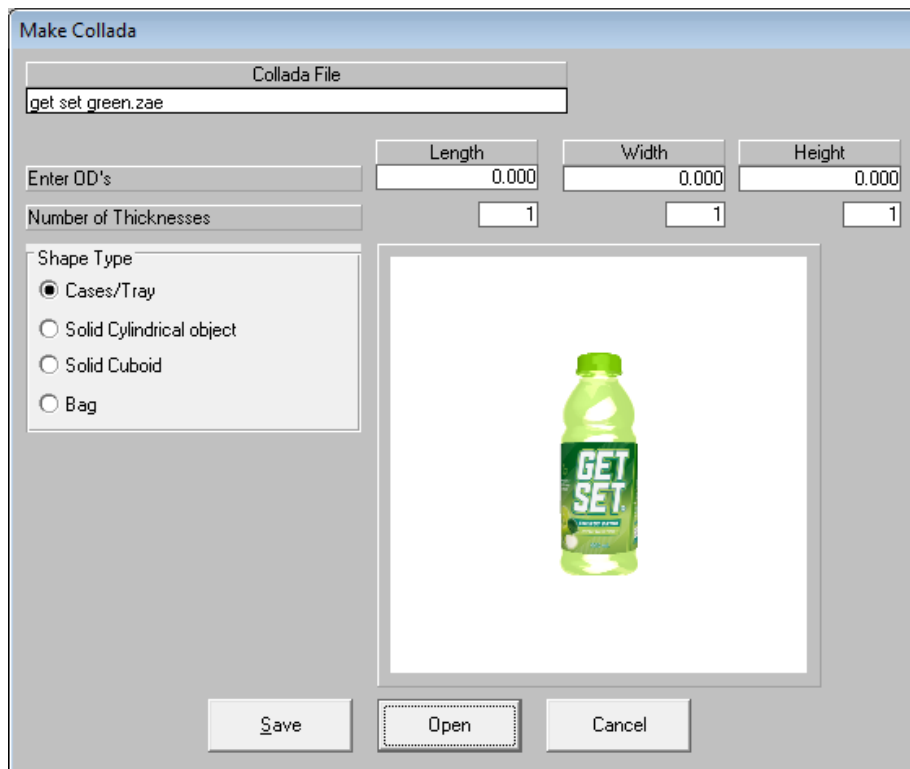 Make Collada
Collada File
get set green.zae
Length Width Height
Enter OD's 0.000 0.000 0.000
Number of Thicknesses 1 1 1
Shape Type
Cases/Tray
Solid Cylindrical object
Solid Cuboid
Bag
GET
SET
Save Open Cancel